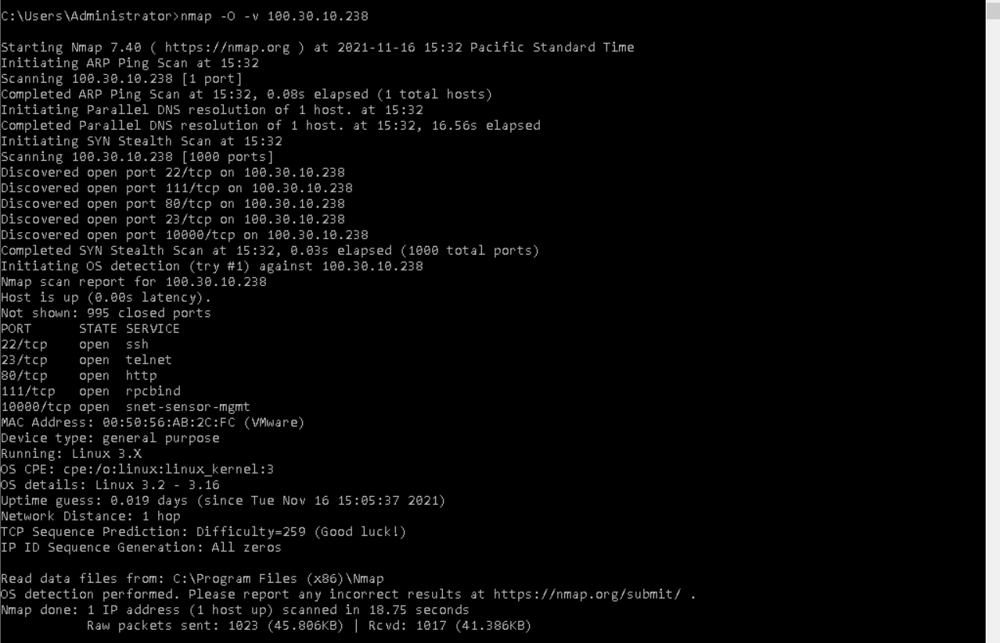 C:\Users\Administrator>nmap -O -v 100.30.10.238
Starting Nmap 7.40 ( https://nmap.org ) at 2021-11-16 15:32 Pacific Standard Time
Initiating ARP Ping Scan at 15:32
Scanning 100.30.10.238 [1 port]
Completed ARP Ping Scan at 15:32, 0.08s elapsed (1 total hosts)
Initiating Parallel DNS resolution of 1 host. at 15:32
Completed Parallel DNS resolution of 1 host. at 15:32, 16.56s elapsed
Initiating SYN Stealth Scan at 15:32
Scanning 100.30.10.238 [1000 ports]
Discovered open port 22/tcp on 100.30.10.238
Discovered open port 111/tcp on 100.30.10.238
Discovered open port 80/tcp on 100.30.10.238
Discovered open port 23/tcp on 100.30.10.238
Discovered open port 10000/tcp on 100.30.10.238
Completed SYN Stealth Scan at 15:32, 0.03s elapsed (1000 total ports)
Initiating OS detection (try #1) against 100.30.10.238
Nmap scan report for 100.30.10.238
Host is up (0.00s latency).
Not shown: 995 closed ports
PORT      STATE SERVICE
22/tcp    open  ssh
23/tcp    open  telnet
80/tcp    open  http
111/tcp   open  rpcbind
10000/tcp open  snet-sensor-mgmt
MAC Address: 00:50:56:AB:2C:FC (VMware)
Device type: general purpose
Running: Linux 3.X
OS CPE: cpe:/o:linux:linux_kernel:3
OS details: Linux 3.2 - 3.16
Uptime guess: 0.019 days (since Tue Nov 16 15:05:37 2021)
Network Distance: 1 hop
TCP Sequence Prediction: Difficulty=259 (Good luck!)
IP ID Sequence Generation: All zeros
Read data files from: C:\Program Files (x86)\Nmap
OS detection performed. Please report any incorrect results at https://nmap.org/submit/ .
Nmap done: 1 IP address (1 host up) scanned in 18.75 seconds
           Raw packets sent: 1023 (45.806KB) | Rcvd: 1017 (41.386KB)